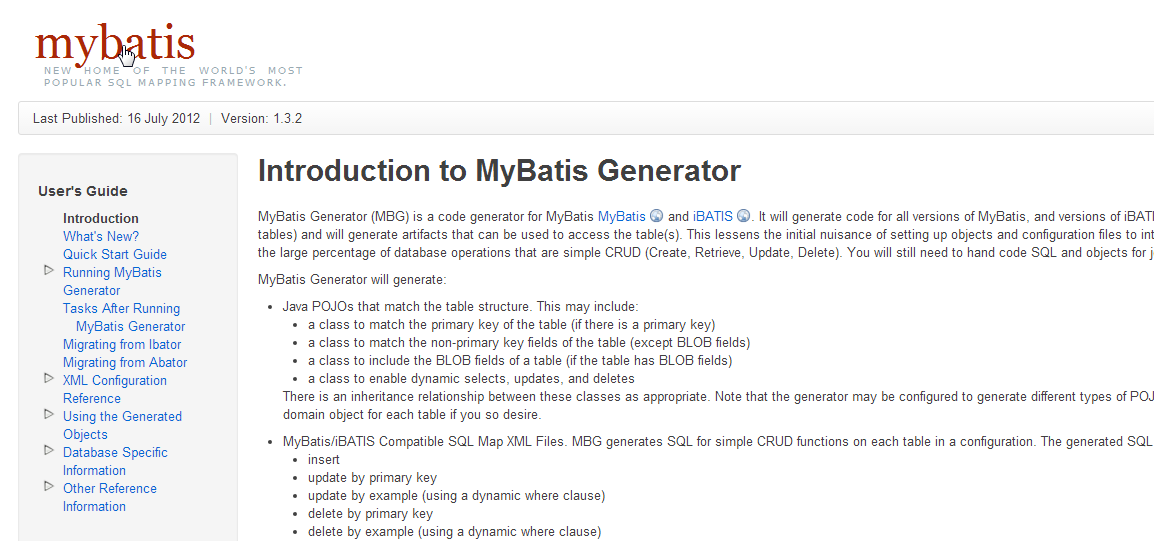 mybatis
NEW HOME OF THE WORLD'S MOST
POPULAR SQL MAPPING FRAMEWORK.
Last Published: 16 July 2012 | Version: 1.3.2
User's Guide
Introduction
What's New?
Quick Start Guide
Running MyBatis
Generator
Tasks After Running
MyBatis Generator
Migrating from Ibator
Migrating from Abator
XML Configuration
Reference
Using the Generated
Objects
Database Specific
Information
Other Reference
Information
Introduction to MyBatis Generator
MyBatis Generator (MBG) is a code generator for MyBatis MyBatis and iBATIS . It will generate code for all versions of MyBatis, and versions of iBATI
tables) and will generate artifacts that can be used to access the table(s). This lessens the initial nuisance of setting up objects and configuration files to int
the large percentage of database operations that are simple CRUD (Create, Retrieve, Update, Delete). You will still need to hand code SQL and objects for j
MyBatis Generator will generate:
• Java POJOs that match the table structure. This may include:
• a class to match the primary key of the table (if there is a primary key)
• a class to match the non-primary key fields of the table (except BLOB fields)
• a class to include the BLOB fields of a table (if the table has BLOB fields)
• a class to enable dynamic selects, updates, and deletes
There is an inheritance relationship between these classes as appropriate. Note that the generator may be configured to generate different types of POJ
domain object for each table if you so desire.
• MyBatis/iBATIS Compatible SQL Map XML Files. MBG generates SQL for simple CRUD functions on each table in a configuration. The generated SQL
• insert
• update by primary key
• update by example (using a dynamic where clause)
• delete by primary key
• delete by example (using a dynamic where clause)